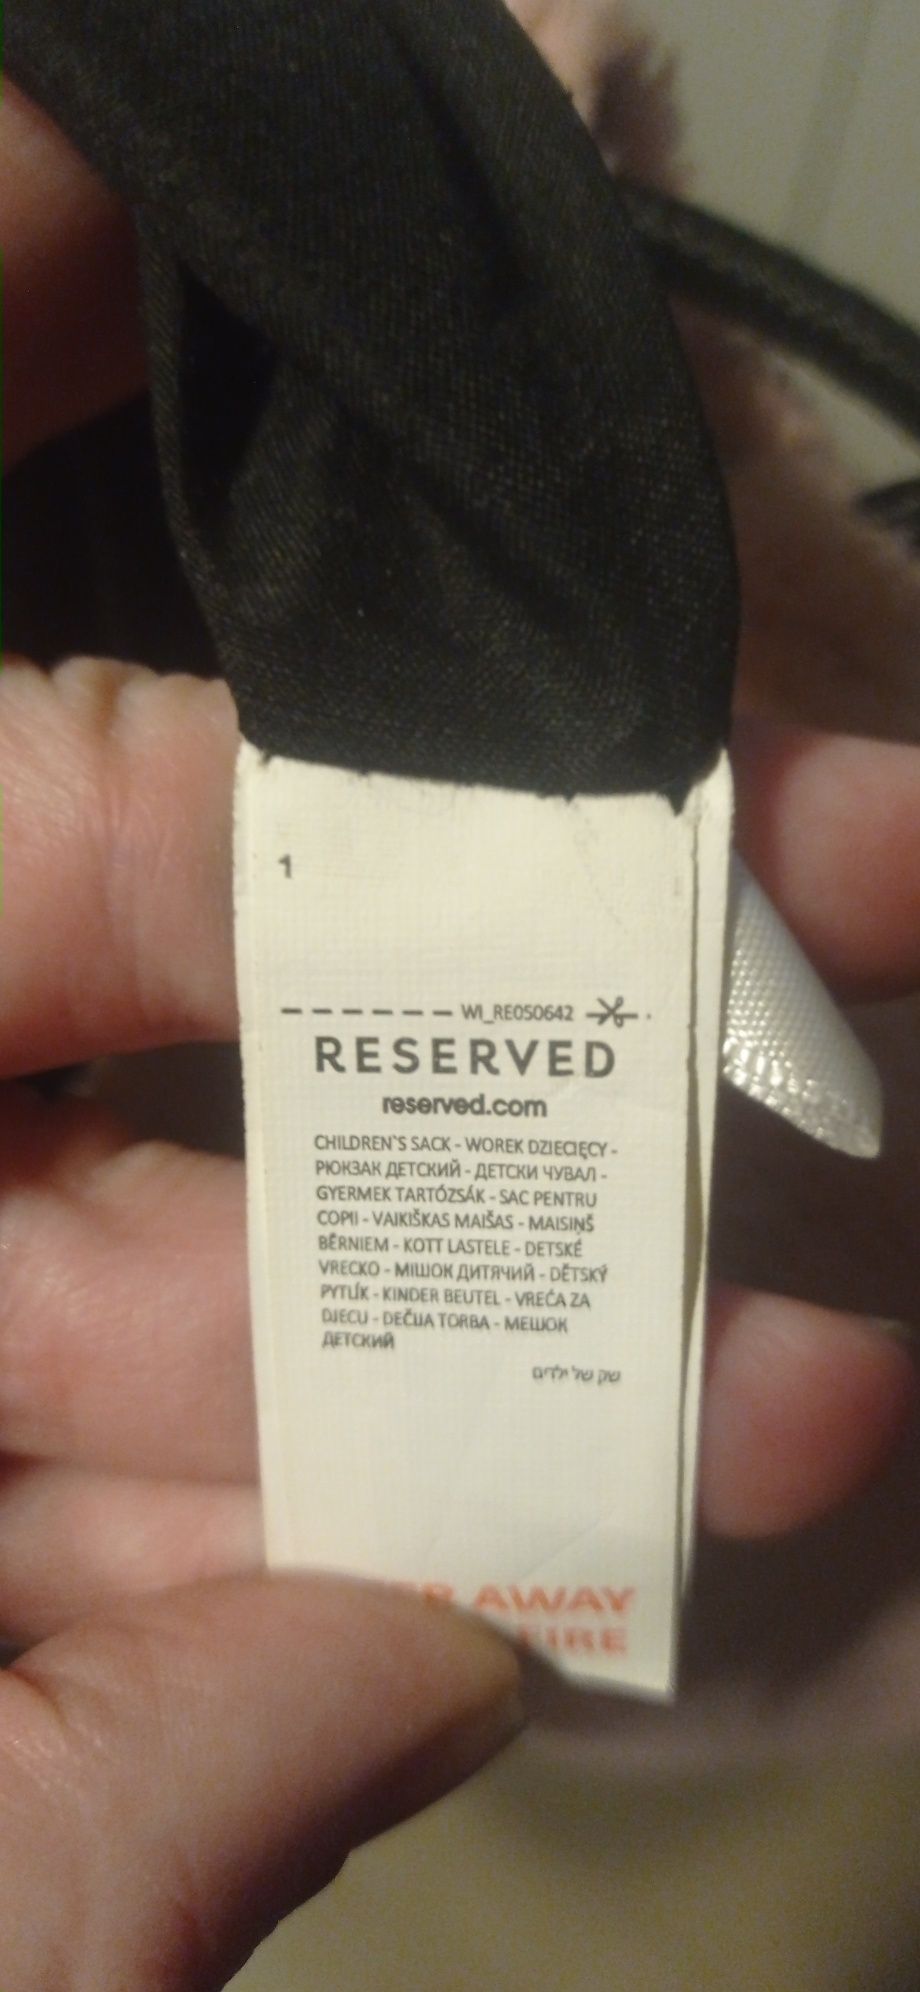 1
WI_RE050642
RESERVED
reserved.com
CHILDREN`S SACK - WOREK DZIECIĘCY -
РЮКЗАК ДЕТСКИЙ - ДЕТСКИ ЧУВАЛ -
GYERMEK TARTÓZSÁK - SAC PENTRU
COPII - VAIKIŠKAS MAIŠAS - MAISIŅŠ
BĒRNIEM - KOTT LASTELE - DETSKÉ
VRECKO - МІШОК ДИТЯЧИЙ - DĚTSKÝ
PYTLÍK - KINDER BEUTEL - VREĆA ZA
DJECU - DEČIJA TORBA - МЕШОК
ДЕТСКИЙ
שק של ילדים
AWAY
FIRE